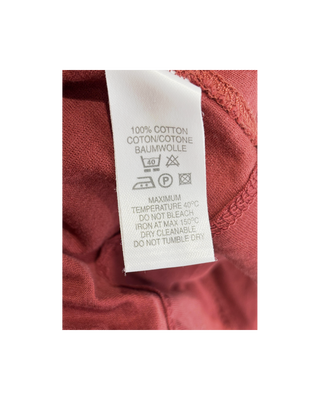 100% COTTON
COTON/COTONE
BAUMWOLLE
40
P
MAXIMUM
TEMPERATURE 40°C
DO NOT BLEACH
IRON AT MAX 150°C
DRY CLEANABLE
DO NOT TUMBLE DRY